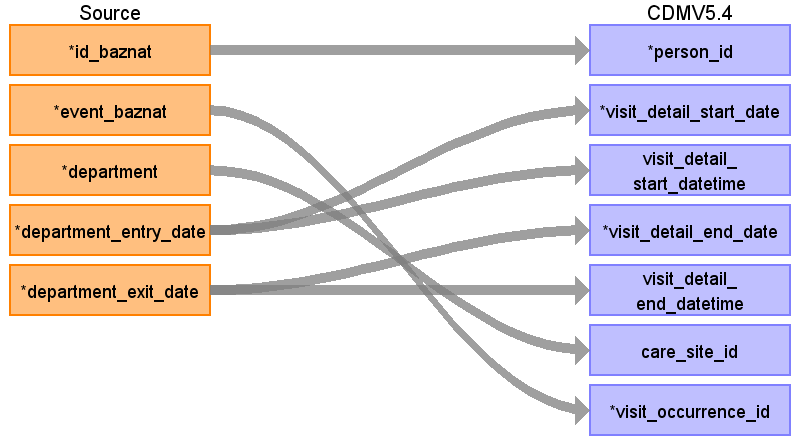 Source
CDMV5.4
*id_baznat
*person_id
*event_baznat
*visit_detail_start_date
*department
visit_detail_
start_datetime
*department_entry_date
*visit_detail_end_date
*department_exit_date
visit_detail_
end_datetime
care_site_id
*visit_occurrence_id